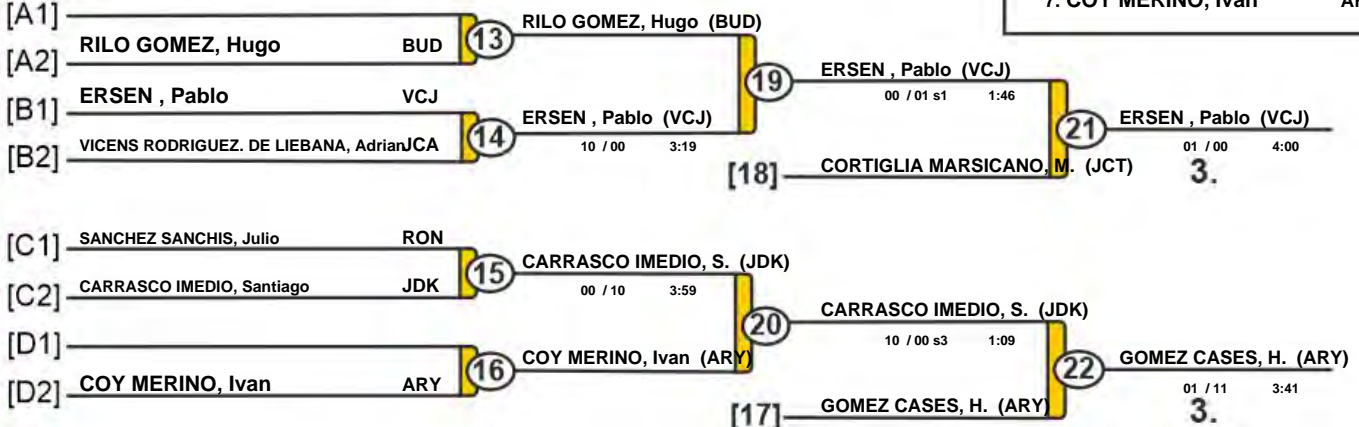 [A1]
7. COY MERINO, Ivan
RILO GOMEZ, Hugo (BUD)
RILO GOMEZ, Hugo BUD
13
[A2]
ERSEN , Pablo (VCJ)
19
00 / 01 s1 1:46
[B1] ERSEN , Pablo VCJ
ERSEN , Pablo (VCJ)
14
10 / 00 3:19
ERSEN , Pablo (VCJ)
21
01 / 00 4:00
[B2] VICENS RODRIGUEZ. DE LIEBANA, Adrian JCA
[18] CORTIGLIA MARSICANO, M. (JCT)
3.
[C1] SANCHEZ SANCHIS, Julio RON
CARRASCO IMEDIO, S. (JDK)
15
00 / 10 3:59
[C2] CARRASCO IMEDIO, Santiago JDK
CARRASCO IMEDIO, S. (JDK)
20
10 / 00 s3 1:09
[D1]
COY MERINO, Ivan (ARY)
16
GOMEZ CASES, H. (ARY)
22
01 / 11 3:41
[D2] COY MERINO, Ivan ARY
[17] GOMEZ CASES, H. (ARY)
3.